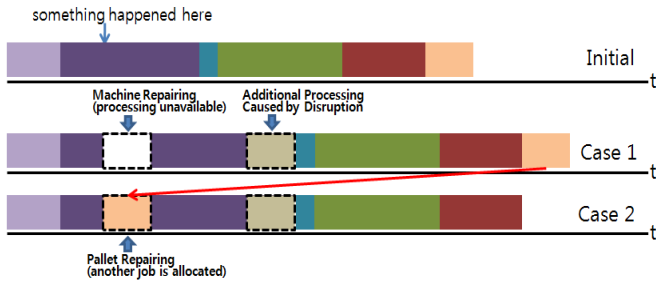 something happened here
Initial
t
Machine Repairing
(processing unavailable)
Additional Processing
Caused by Disruption
Case 1
t
Case 2
t
Pallet Repairing
(another job is allocated)